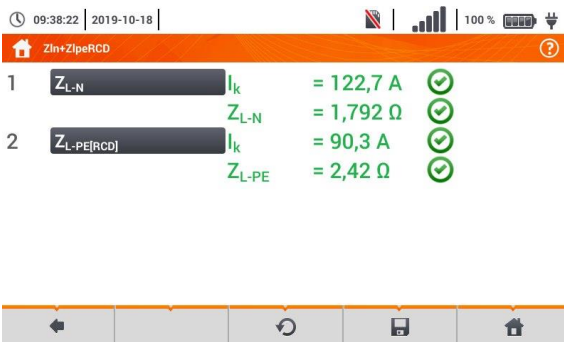 09:38:22 2019-10-18 100 %
Zln+ZlpeRCD ?
1 ZL-N Ik = 122,7 A
ZL-N = 1,792 Ω
2 ZL-PE[RCD] Ik = 90,3 A
ZL-PE = 2,42 Ω